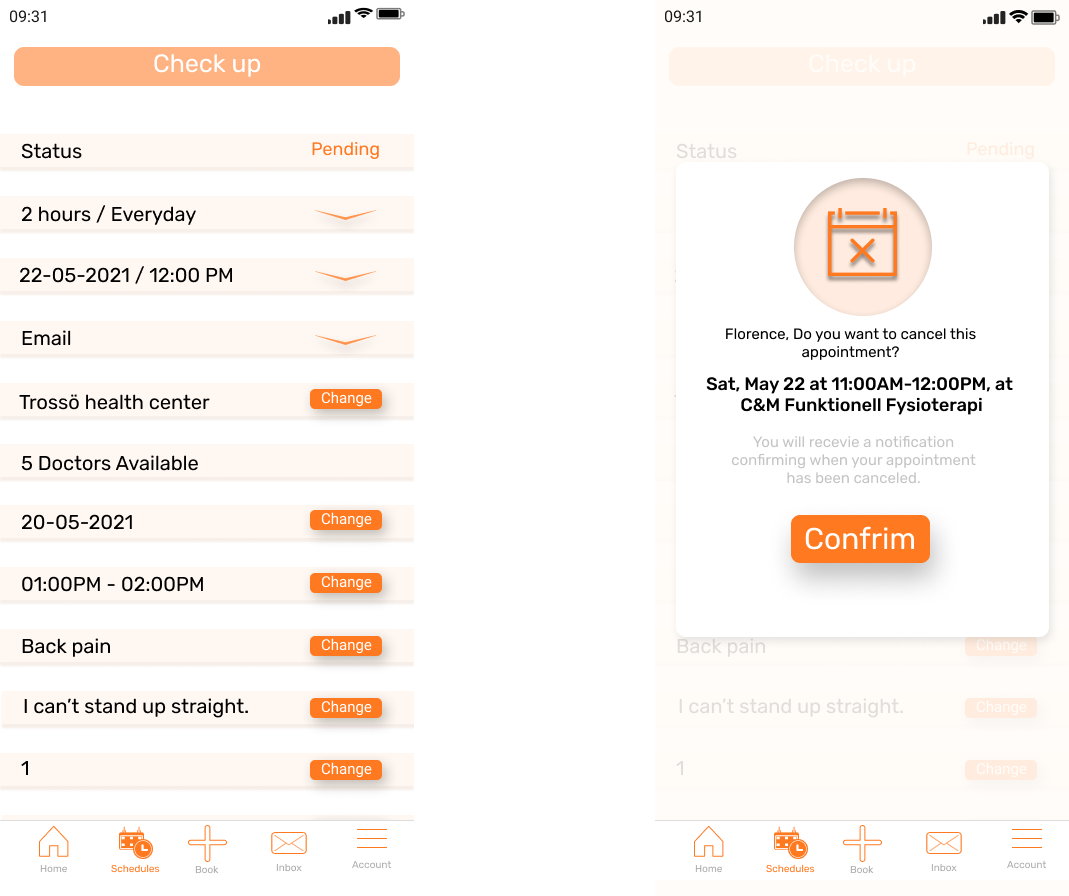 09:31
Check up
Status
Pending
2 hours / Everyday
22-05-2021 / 12:00 PM
Email
Trossö health center
Change
5 Doctors Available
20-05-2021
Change
01:00PM - 02:00PM
Change
Back pain
Change
I can't stand up straight.
Change
1
Change
Home
Schedules
Book
Inbox
Account
09:31
Check up
Status
Pending
Florence, Do you want to cancel this
appointment?
Sat, May 22 at 11:00AM-12:00PM, at
C&M Funktionell Fysioterapi
You will recevie a notification
confirming when your appointment
has been canceled.
Confrim
Back pain
Change
I can't stand up straight.
Change
1
Change
Home
Schedules
Book
Inbox
Account